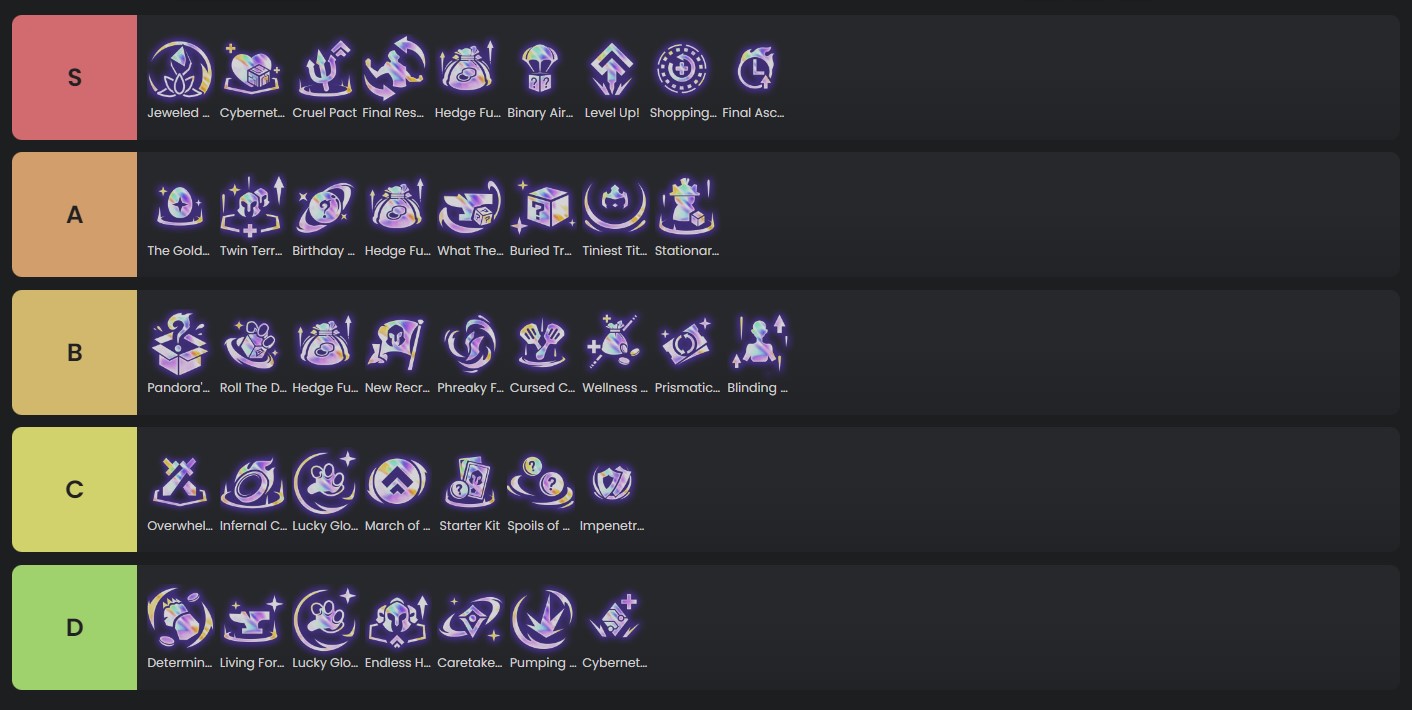 S
Jeweled ...
Cybernet...
Cruel Pact
Final Res...
Hedge Fu...
Binary Air...
Level Up!
Shopping...
Final Asc...
A
The Gold...
Twin Terr...
Birthday ...
Hedge Fu...
What The...
Buried Tr...
Tiniest Tit...
Stationar...
B
Pandora'...
Roll The D...
Hedge Fu...
New Recr...
Phreaky F...
Cursed C...
Wellness ...
Prismatic...
Blinding ...
C
Overwhel...
Infernal C...
Lucky Glo...
March of ...
Starter Kit
Spoils of ...
Impenetr...
D
Determin...
Living For...
Lucky Glo...
Endless H...
Caretake...
Pumping ...
Cybernet...